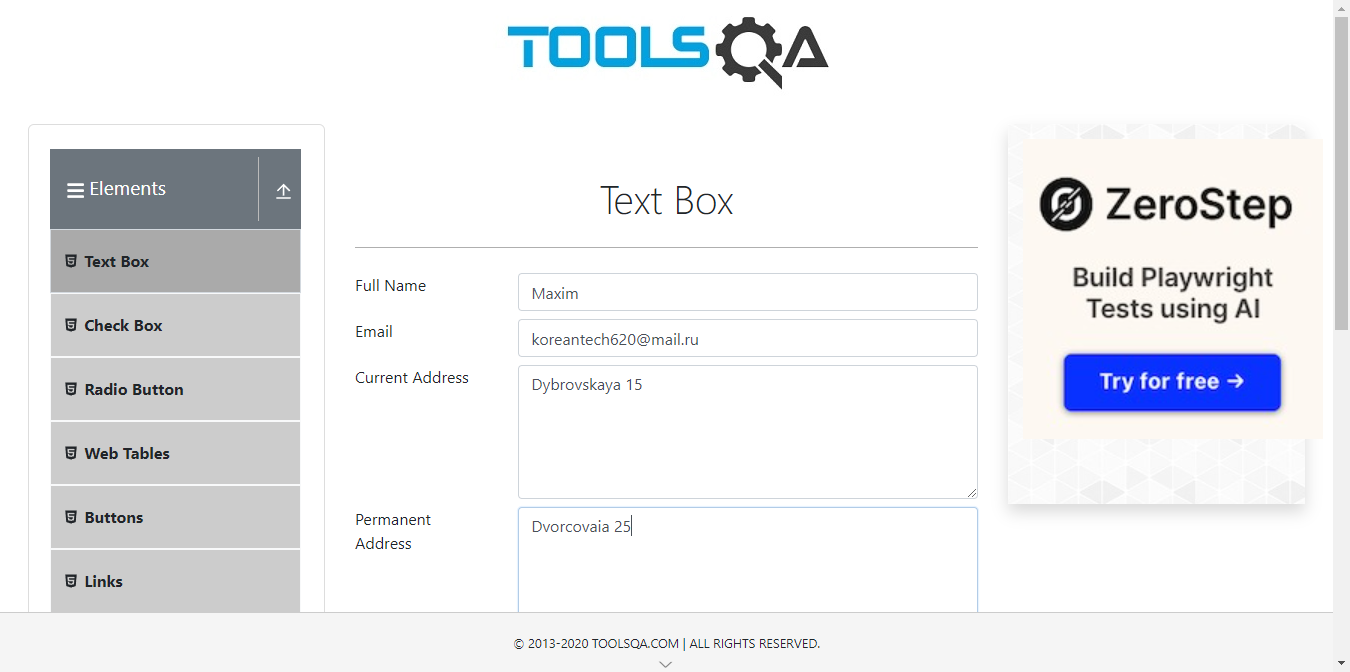 TOOLSQA
Elements
Text Box
Check Box
Radio Button
Web Tables
Buttons
Links
Text Box
Full Name
Maxim
Email
koreantech620@mail.ru
Current Address
Dybrovskaya 15
Permanent
Address
Dvorcovaia 25
ZeroStep
Build Playwright
Tests using AI
Try for free →
© 2013-2020 TOOLSQA.COM | ALL RIGHTS RESERVED.